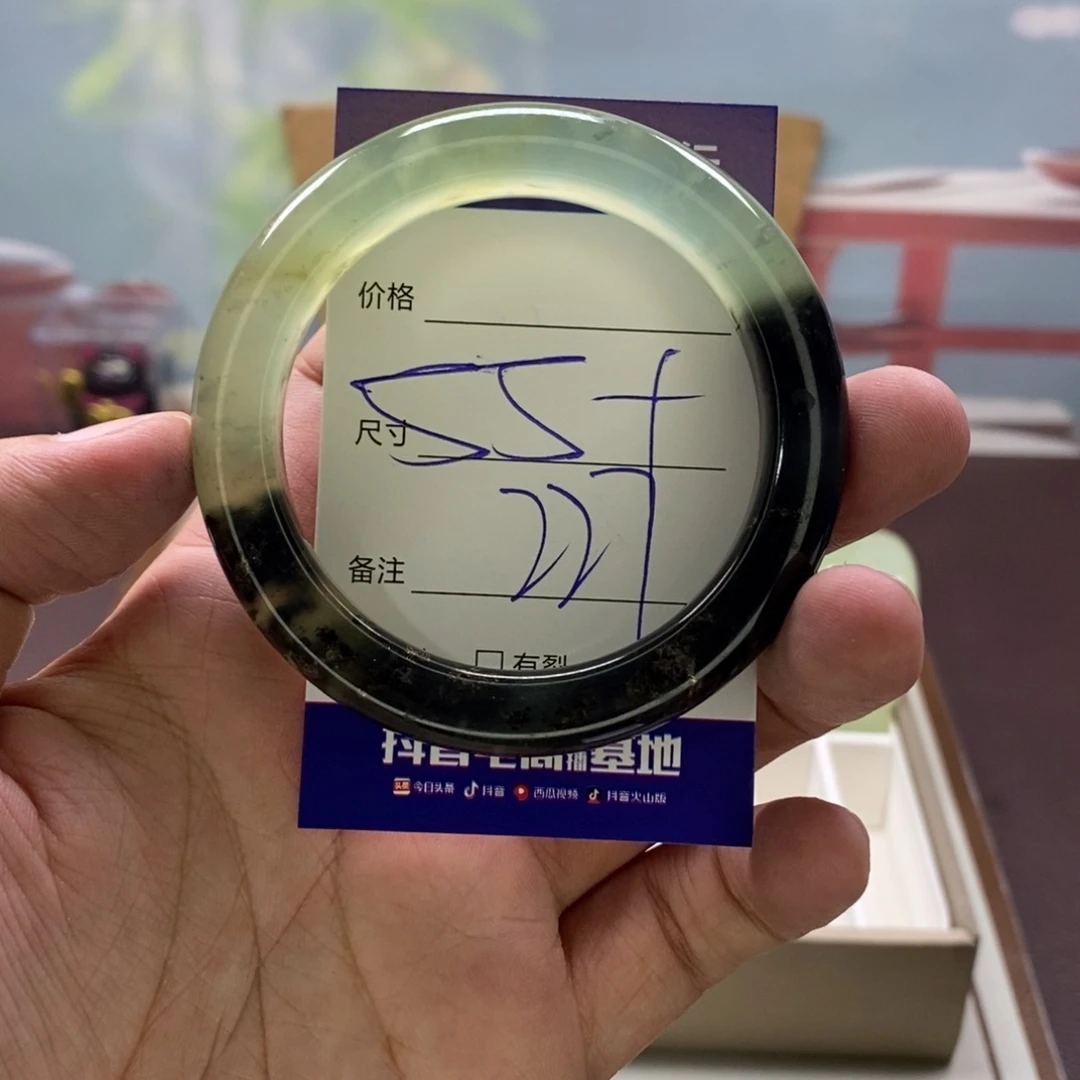 价格
55+
尺寸
备注
□ 有裂
抖音电商直播基地
今日头条 抖音 西瓜视频 抖音火山版